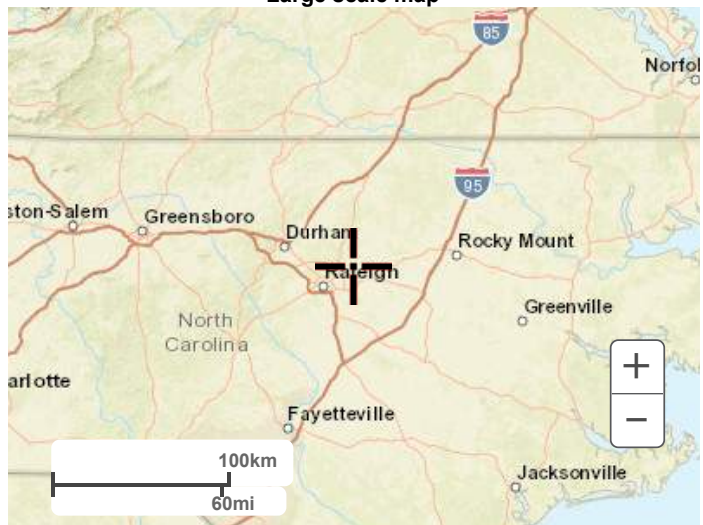 Large scale map
85
Norfol
95
ston-Salem
Greensboro
Durham
Rocky Mount
Raleigh
Greenville
North
Carolina
arlotte
Fayetteville
Jacksonville
100km
60mi
+
−